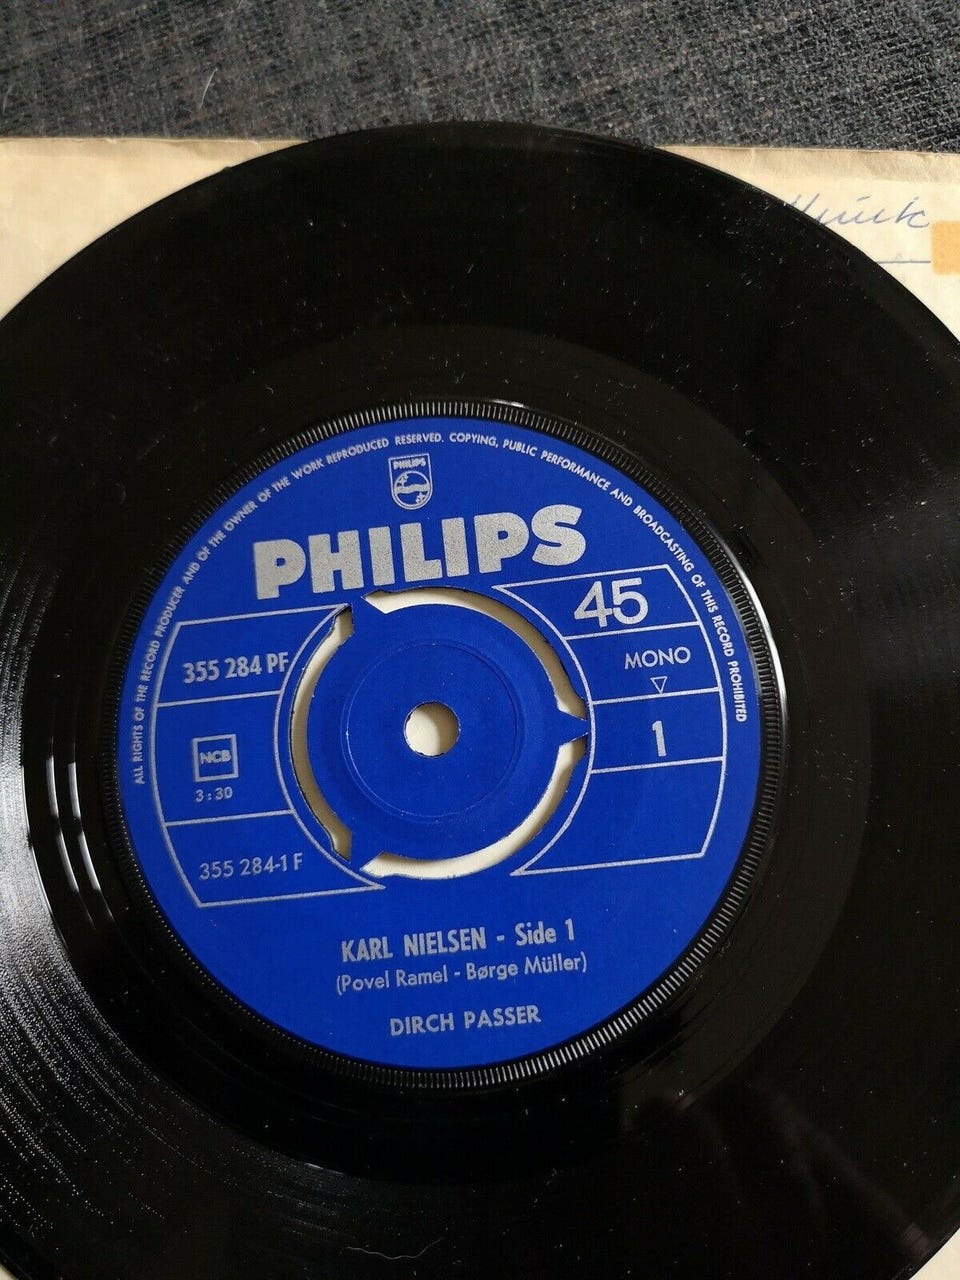 ALL RIGHTS OF THE RECORD PRODUCER AND OF THE OWNER OF THE WORK REPRODUCED RESERVED. COPYING, PUBLIC PERFORMANCE AND BROADCASTING OF THIS RECORD PROHIBITED
PHILIPS
PHILIPS
45
355 284 PF
MONO
1
NCB
3:30
355 284-1 F
KARL NIELSEN - Side 1
(Povel Ramel - Børge Müller)
DIRCH PASSER